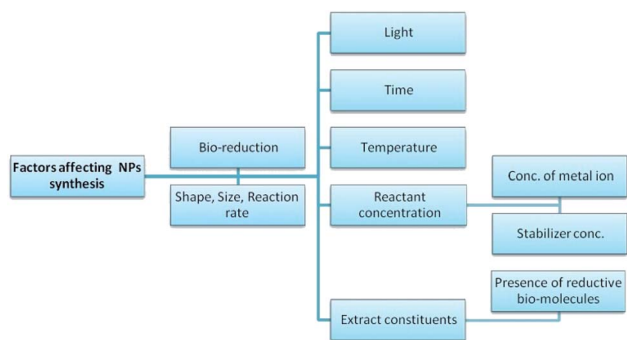 Light
Time
Bio-reduction
Temperature
Factors affecting NPs
synthesis
Shape, Size, Reaction
rate
Reactant
concentration
Conc. of metal ion
Stabilizer conc.
Presence of reductive
bio-molecules
Extract constituents